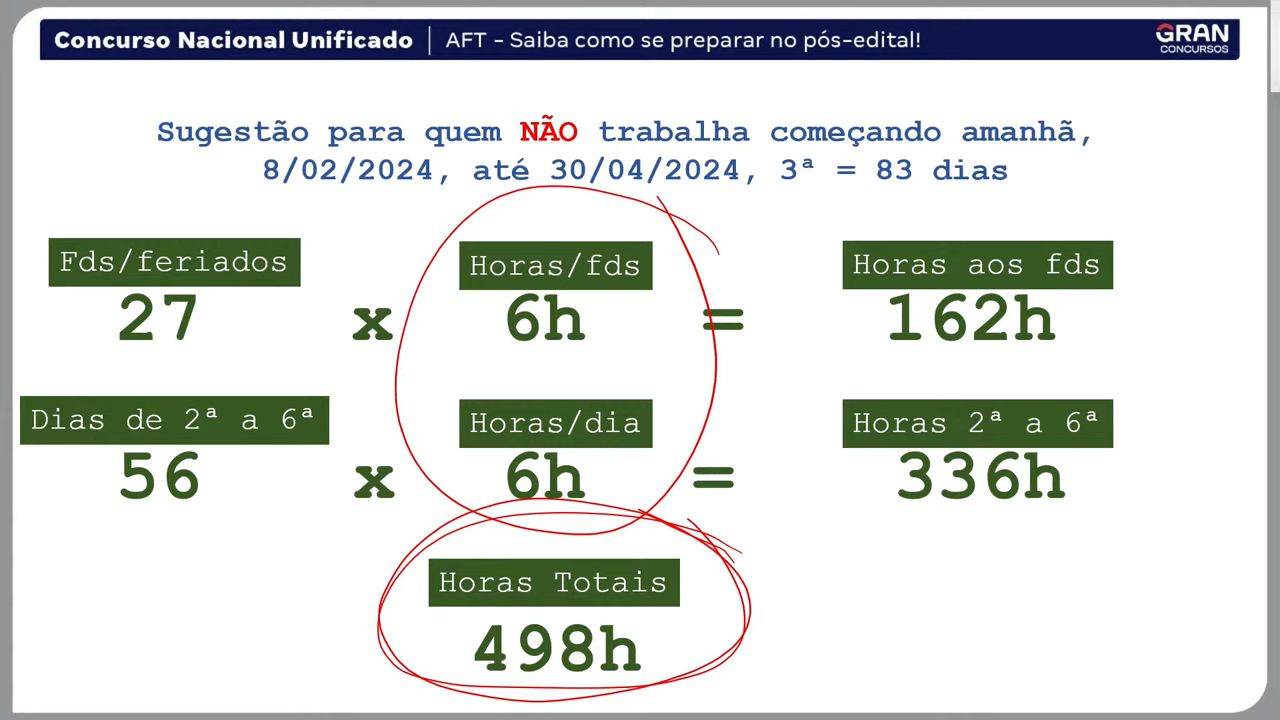 Concurso Nacional Unificado | AFT - Saiba como se preparar no pós-edital!
GRAN
CONCURSOS
Sugestão para quem NÃO trabalha começando amanhã,
8/02/2024, até 30/04/2024, 3ª = 83 dias
Fds/feriados Horas/fds Horas aos fds
27 x 6h = 162h
Dias de 2ª a 6ª Horas/dia Horas 2ª a 6ª
56 x 6h = 336h
Horas Totais
498h